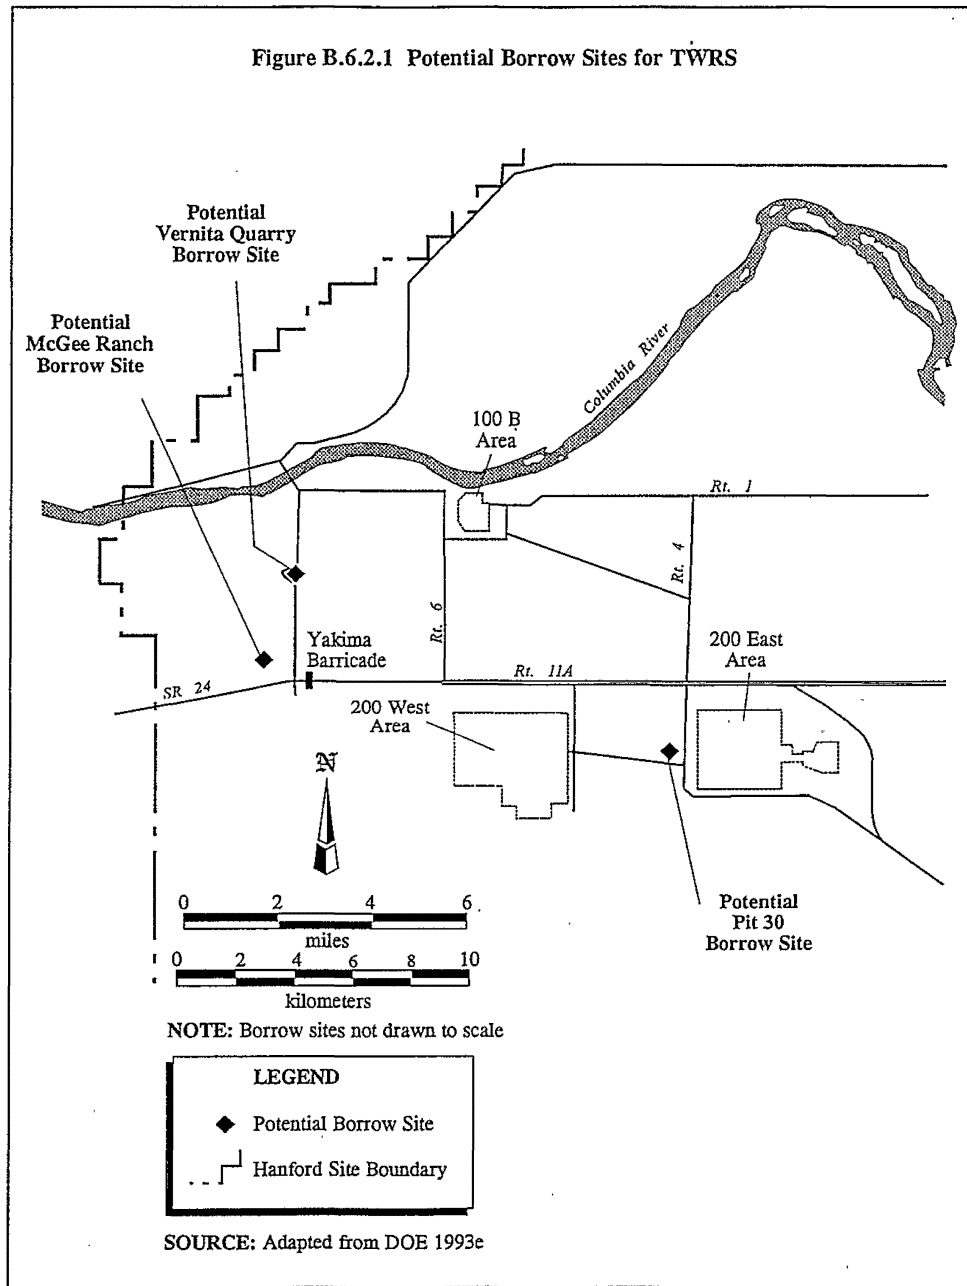 Figure B.6.2.1 Potential Borrow Sites for TWRS
Potential
Vernita Quarry
Borrow Site
Potential
McGee Ranch
Borrow Site
Columbia River
100 B
Area
Rt. 1
Rt. 4
Rt. 6
Yakima
Barricade
200 East
Area
Rt. 11A
SR 24
200 West
Area
N
0 2 4 6
miles
0 2 4 6 8 10
kilometers
Potential
Pit 30
Borrow Site
NOTE: Borrow sites not drawn to scale
LEGEND
Potential Borrow Site
Hanford Site Boundary
SOURCE: Adapted from DOE 1993e